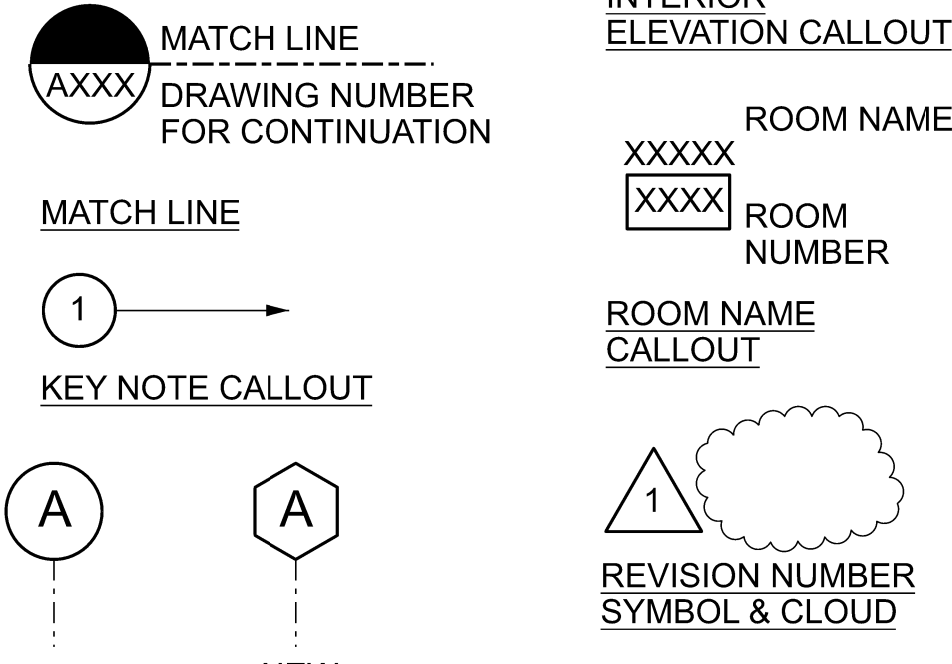 MATCH LINE
AXXX
DRAWING NUMBER
FOR CONTINUATION
MATCH LINE
1
KEY NOTE CALLOUT
A
A
INTERIOR
ELEVATION CALLOUT
ROOM NAME
XXXXX
XXXX
ROOM
NUMBER
ROOM NAME
CALLOUT
1
REVISION NUMBER
SYMBOL & CLOUD